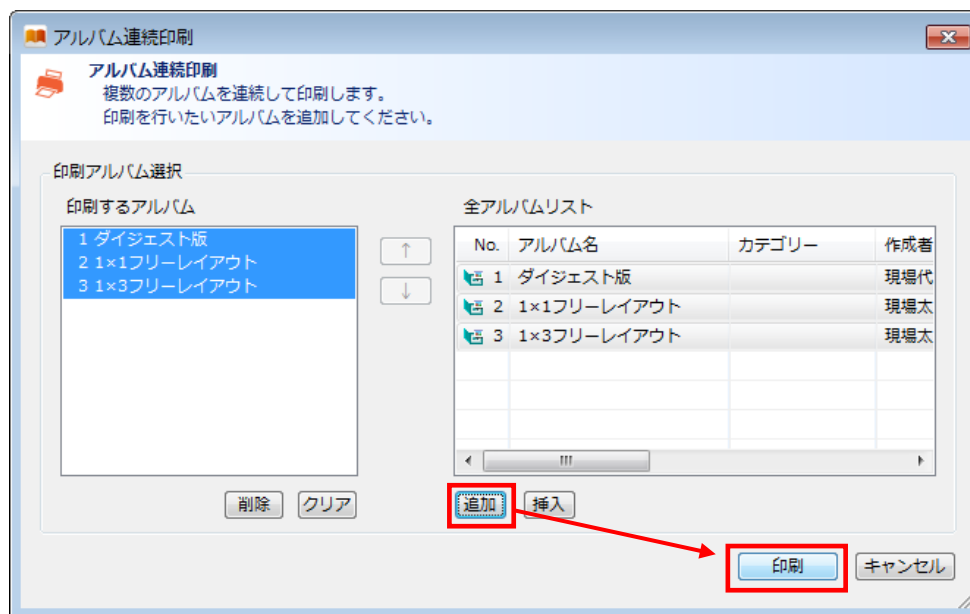 アルバム連続印刷
アルバム連続印刷
複数のアルバムを連続して印刷します。
印刷を行いたいアルバムを追加してください。
印刷アルバム選択
印刷するアルバム
1 ダイジェスト版
2 1×1フリーレイアウト
3 1×3フリーレイアウト
↑
↓
削除 クリア
全アルバムリスト
No. アルバム名 カテゴリー 作成者
1 ダイジェスト版 現場代
2 1×1フリーレイアウト 現場太
3 1×3フリーレイアウト 現場太
追加 挿入
印刷 キャンセル